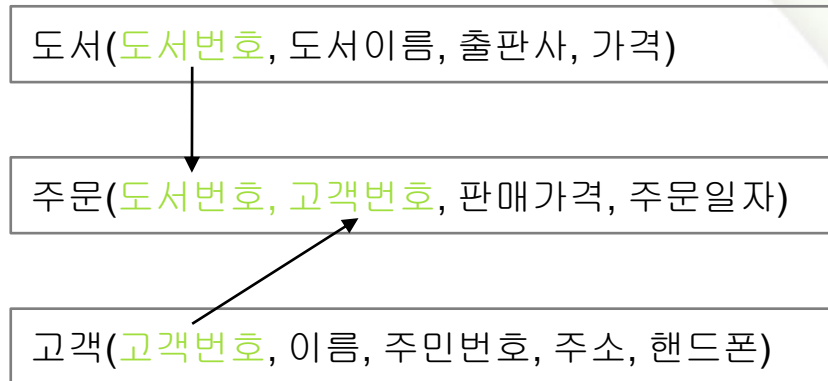 도서(도서번호, 도서이름, 출판사, 가격)
주문(도서번호, 고객번호, 판매가격, 주문일자)
고객(고객번호, 이름, 주민번호, 주소, 핸드폰)